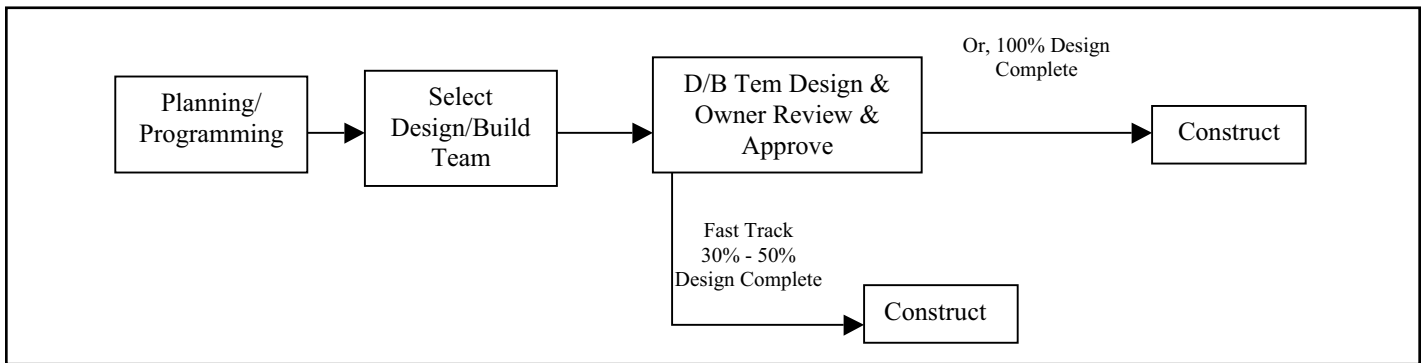 Planning/
Programming
Select
Design/Build
Team
D/B Tem Design &
Owner Review &
Approve
Or, 100% Design
Complete
Construct
Fast Track
30% - 50%
Design Complete
Construct